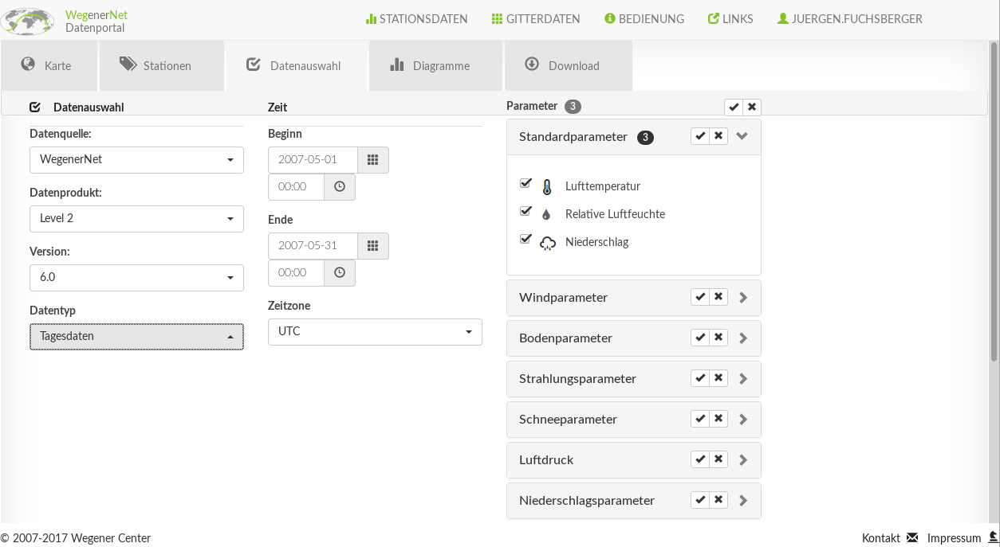 WegenerNet
Datenportal
STATIONSDATEN
GITTERDATEN
BEDIENUNG
LINKS
JUERGEN.FUCHSBERGER
Karte
Stationen
Datenauswahl
Diagramme
Download
Datenauswahl
Datenquelle:
WegenerNet
Datenprodukt:
Level 2
Version:
6.0
Datentyp
Tagesdaten
Zeit
Beginn
2007-05-01
00:00
Ende
2007-05-31
00:00
Zeitzone
UTC
Parameter 3
Standardparameter 3
Lufttemperatur
Relative Luftfeuchte
Niederschlag
Windparameter
Bodenparameter
Strahlungsparameter
Schneeparameter
Luftdruck
Niederschlagsparameter
© 2007-2017 Wegener Center
Kontakt
Impressum